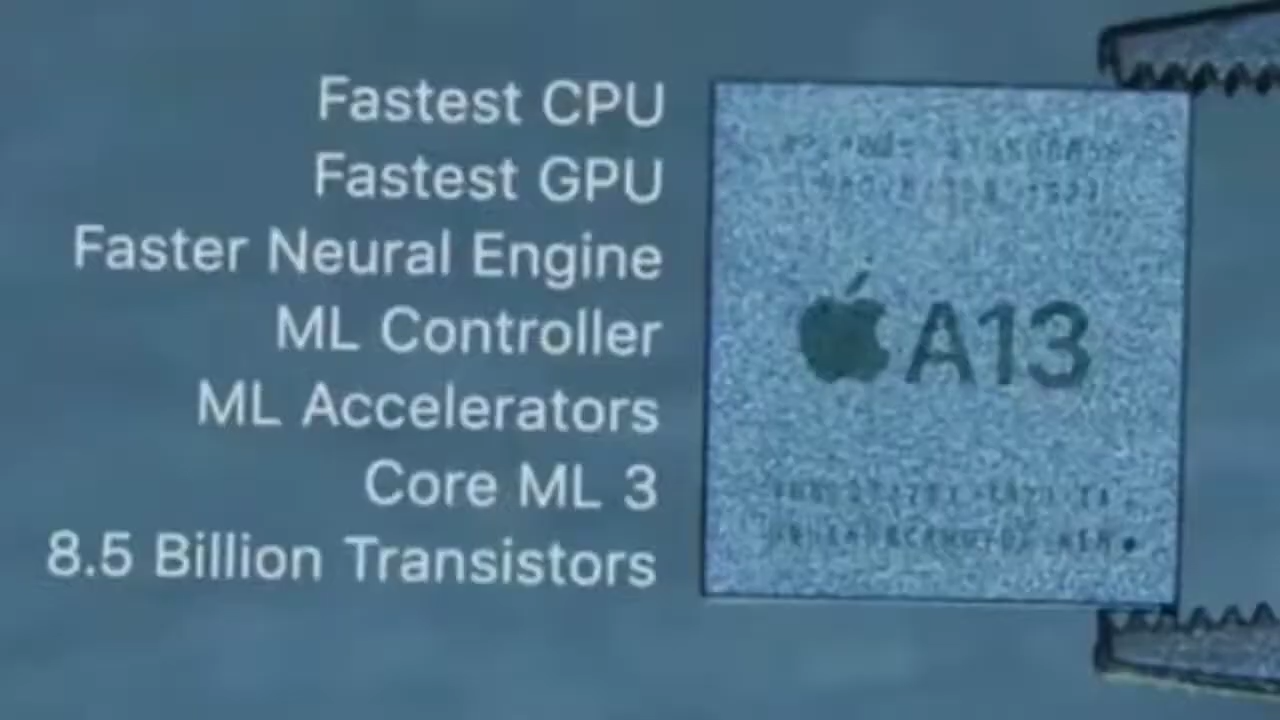 Fastest CPU
Fastest GPU
Faster Neural Engine
ML Controller
ML Accelerators
Core ML 3
8.5 Billion Transistors
A13